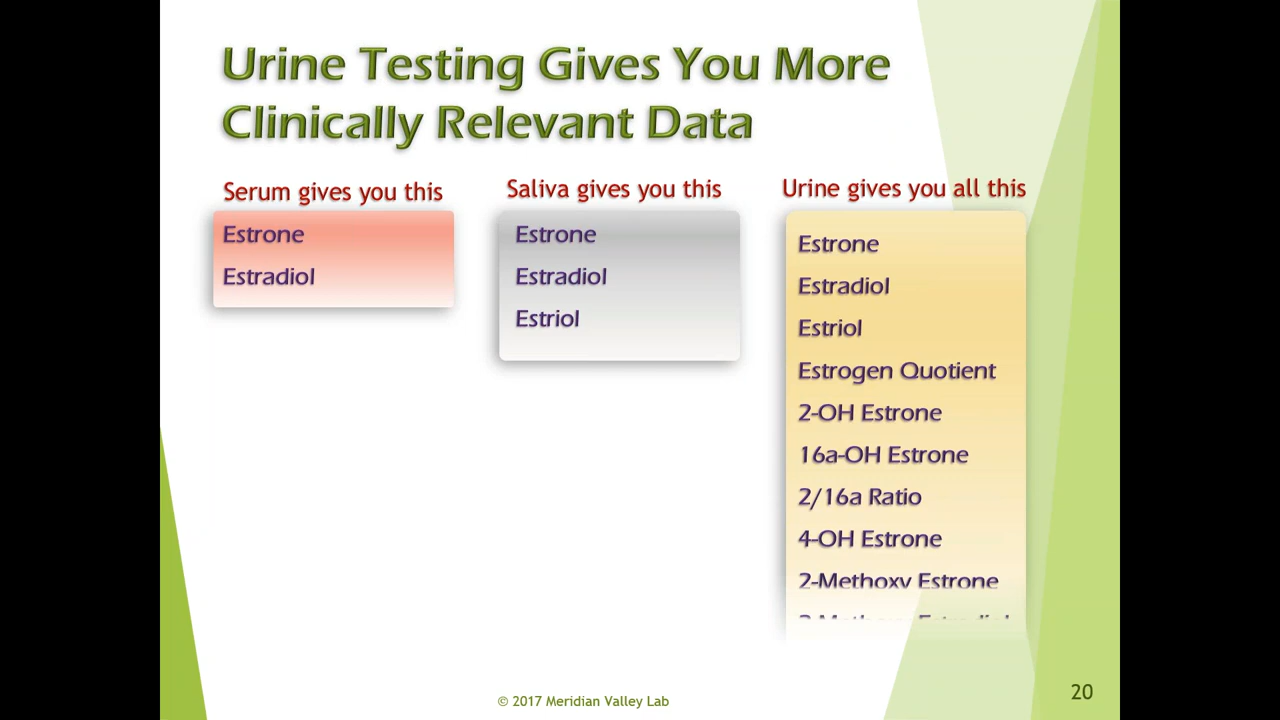 Urine Testing Gives You More
Clinically Relevant Data
Serum gives you this
Estrone
Estradiol
Saliva gives you this
Estrone
Estradiol
Estriol
Urine gives you all this
Estrone
Estradiol
Estriol
Estrogen Quotient
2-OH Estrone
16a-OH Estrone
2/16a Ratio
4-OH Estrone
2-Methoxy Estrone
© 2017 Meridian Valley Lab
20